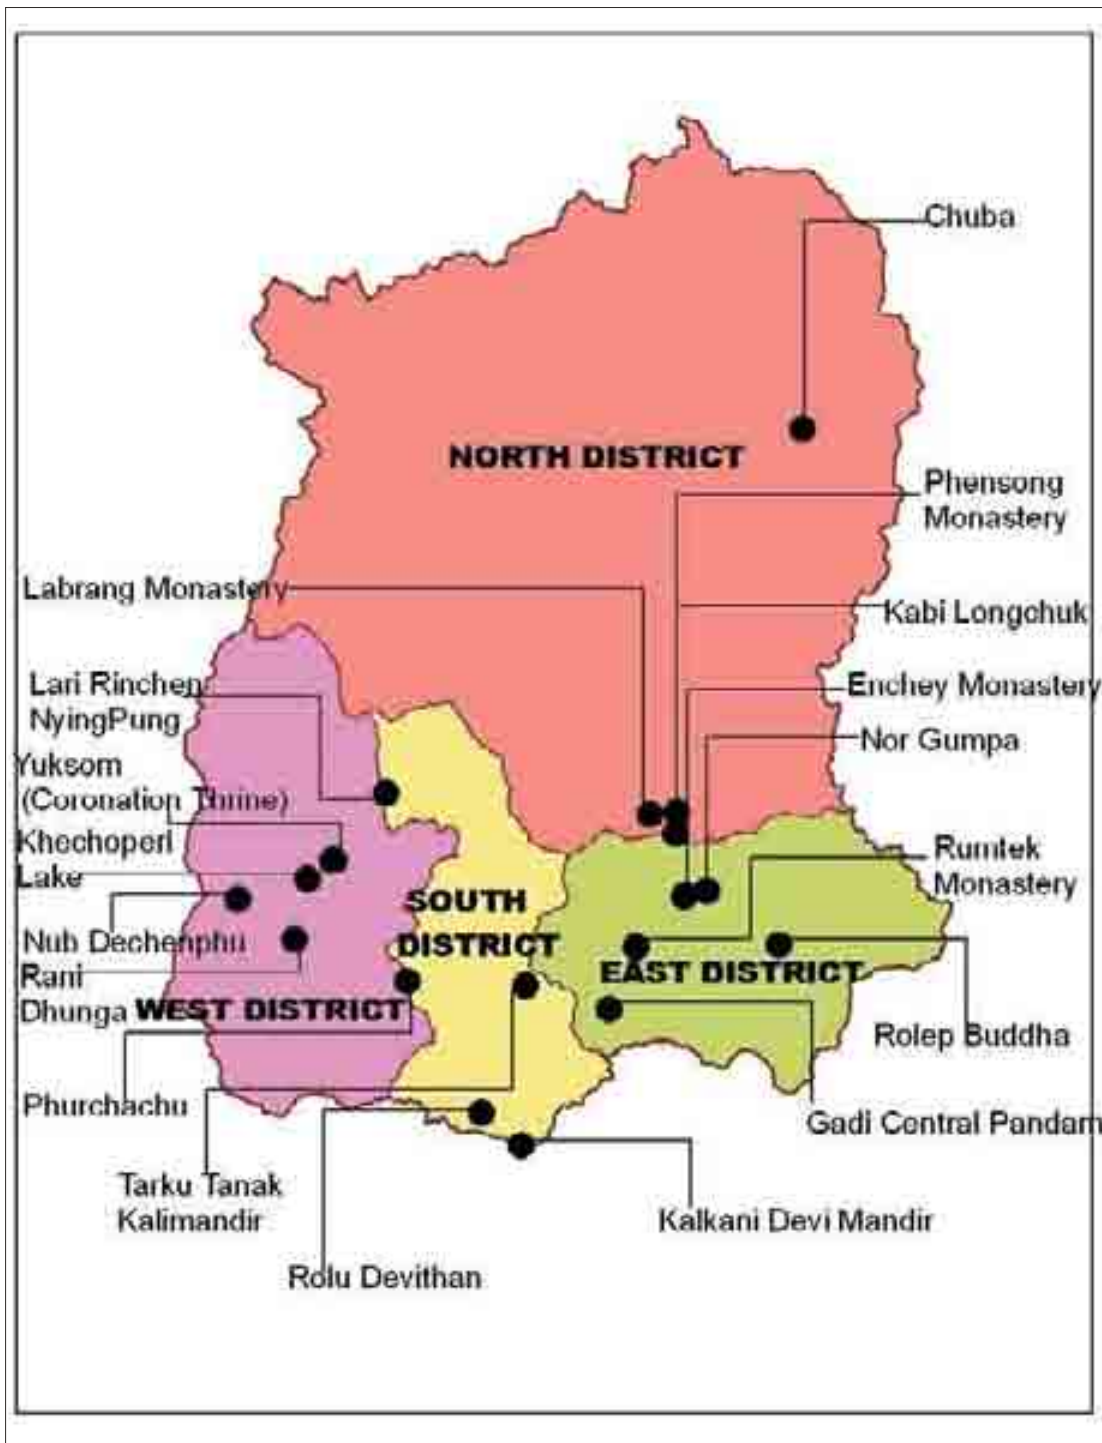 Chuba
NORTH DISTRICT
Phensong
Monastery
Labrang Monastery
Kabi Longchuk
Lari Rinchen
NyingPung
Enchey Monastery
Nor Gumpa
Yuksom
(Coronation Thrine)
Khechoperl
Lake
Rumtek
Monastery
SOUTH
DISTRICT
Nub Dechenphu
Rani
Dhunga
WEST DISTRICT
EAST DISTRICT
Rolep Buddha
Phurchachu
Gadi Central Pandam
Tarku Tanak
Kalimandir
Kalkani Devi Mandir
Rolu Devithan